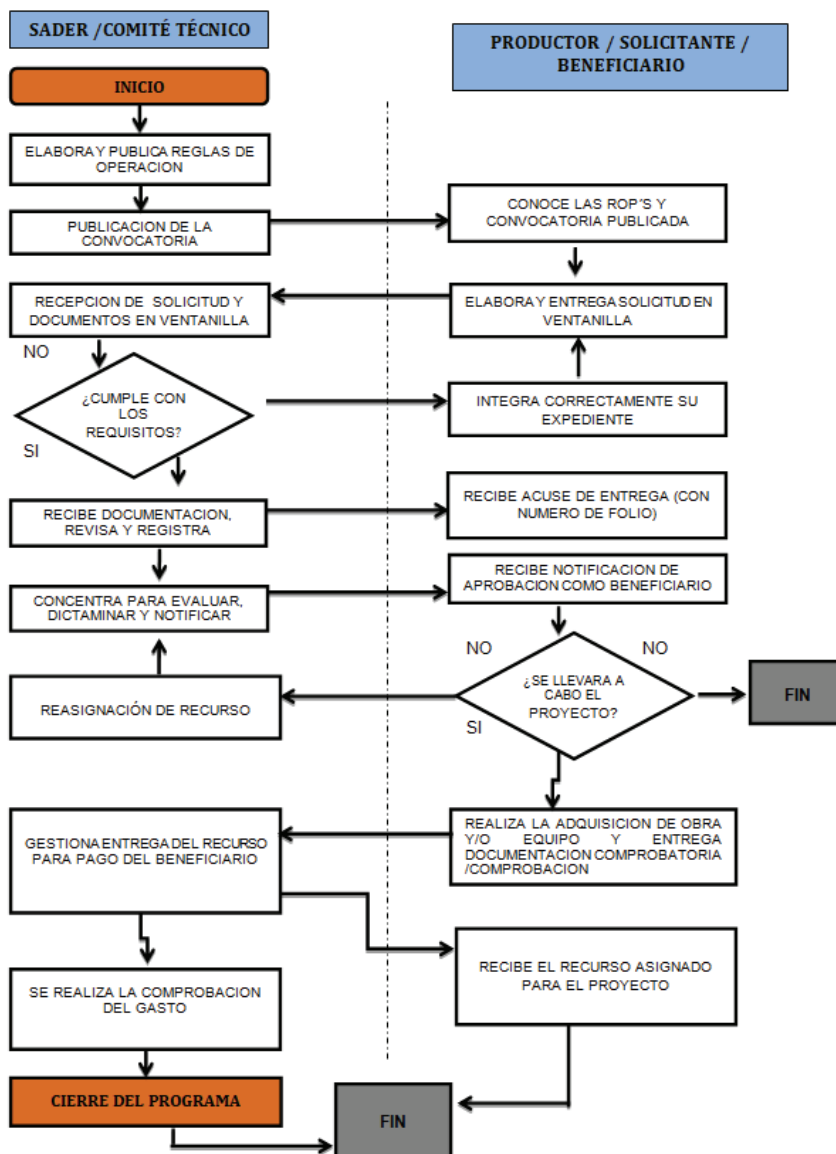 SADER /COMITÉ TÉCNICO
PRODUCTOR / SOLICITANTE /
BENEFICIARIO
INICIO
ELABORA Y PUBLICA REGLAS DE
OPERACION
PUBLICACION DE LA
CONVOCATORIA
CONOCE LAS ROP´S Y
CONVOCATORIA PUBLICADA
RECEPCION DE SOLICITUD Y
DOCUMENTOS EN VENTANILLA
ELABORA Y ENTREGA SOLICITUD EN
VENTANILLA
NO
¿CUMPLE CON
LOS
REQUISITOS?
SI
INTEGRA CORRECTAMENTE SU
EXPEDIENTE
RECIBE DOCUMENTACION,
REVISA Y REGISTRA
RECIBE ACUSE DE ENTREGA (CON
NUMERO DE FOLIO)
CONCENTRA PARA EVALUAR,
DICTAMINAR Y NOTIFICAR
RECIBE NOTIFICACION DE
APROBACION COMO BENEFICIARIO
NO
NO
¿SE LLEVARA A
CABO EL
PROYECTO?
SI
FIN
REASIGNACIÓN DE RECURSO
REALIZA LA ADQUISICION DE OBRA
Y/O EQUIPO Y ENTREGA
DOCUMENTACION COMPROBATORIA
/COMPROBACION
GESTIONA ENTREGA DEL RECURSO
PARA PAGO DEL BENEFICIARIO
RECIBE EL RECURSO ASIGNADO
PARA EL PROYECTO
SE REALIZA LA COMPROBACION
DEL GASTO
CIERRE DEL PROGRAMA
FIN